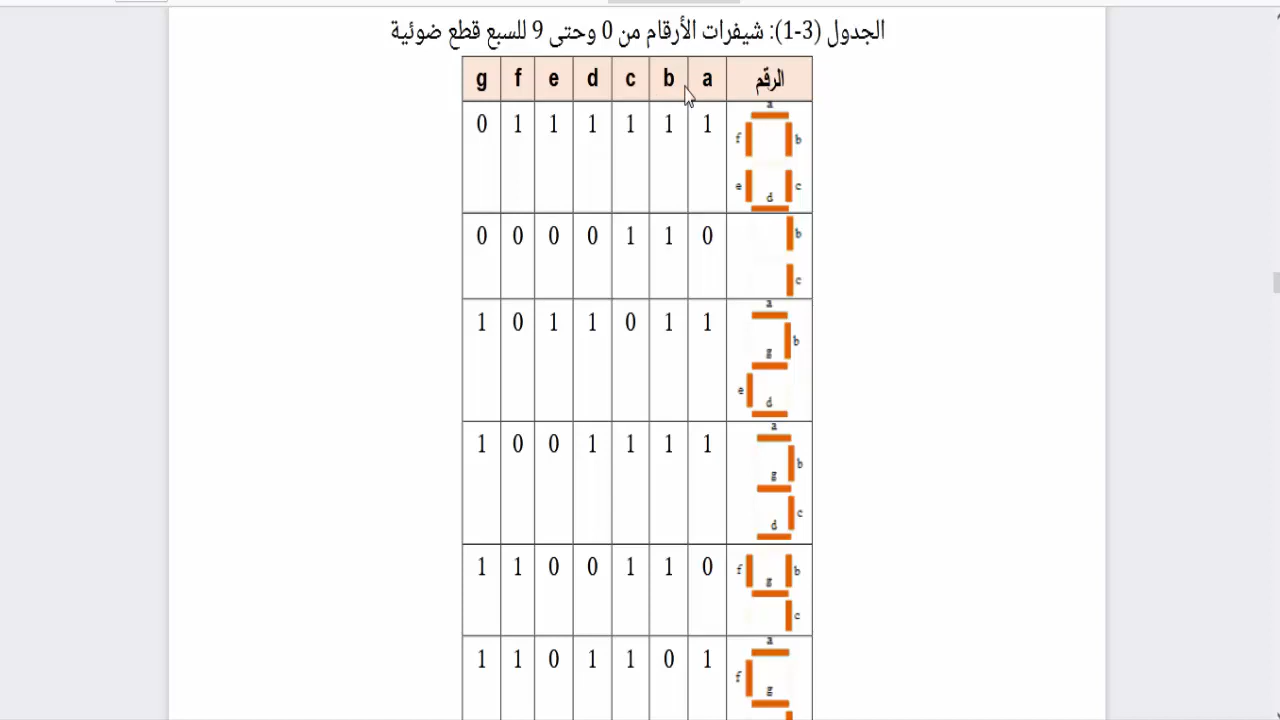 الجدول (3-1): شيفرات الأرقام من 0 وحتى 9 للسبع قطع ضوئية
الرقم a b c d e f g
a
f b
e c
d
1 1 1 1 1 1 0
b
c
0 1 1 0 0 0 0
a
b
g
e
d
1 1 0 1 1 0 1
a
b
g
c
d
1 1 1 1 0 0 1
f b
g
c
0 1 1 0 0 1 1
a
f
g
1 0 1 1 0 1 1